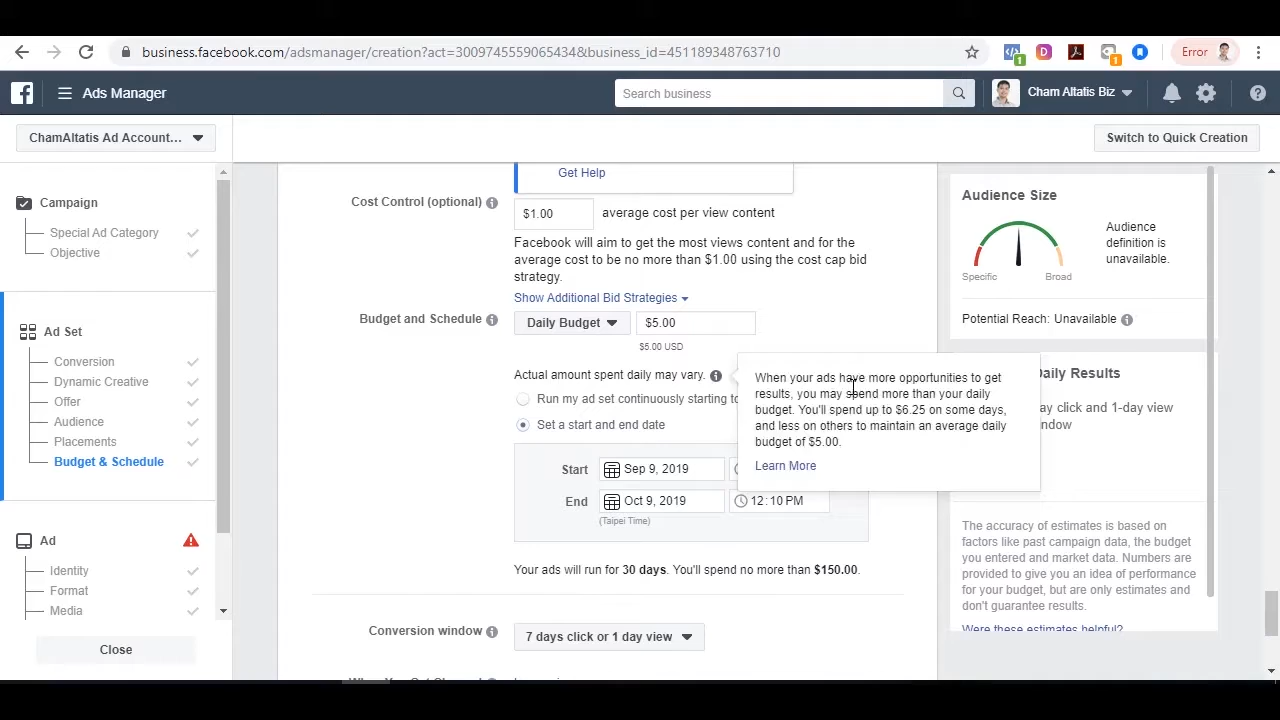 business.facebook.com/adsmanager/creation?act=3009745559065434&business_id=451189348763710
1
D
1
Error
Ads Manager
Search business
Cham Altatis Biz
ChamAltatis Ad Account...
Switch to Quick Creation
Campaign
Special Ad Category
Objective
Ad Set
Conversion
Dynamic Creative
Offer
Audience
Placements
Budget & Schedule
Ad
Identity
Format
Media
Close
Get Help
Cost Control (optional)
$1.00 average cost per view content
Facebook will aim to get the most views content and for the
average cost to be no more than $1.00 using the cost cap bid
strategy.
Show Additional Bid Strategies
Budget and Schedule
Daily Budget
$5.00
$5.00 USD
Actual amount spent daily may vary.
Run my ad set continuously starting
Set a start and end date
Start Sep 9, 2019
End Oct 9, 2019 12:10 PM
(Taipei Time)
Your ads will run for 30 days. You'll spend no more than $150.00.
Conversion window
7 days click or 1 day view
When your ads have more opportunities to get
results, you may spend more than your daily
budget. You'll spend up to $6.25 on some days,
and less on others to maintain an average daily
budget of $5.00.
Learn More
Audience Size
Specific
Broad
Audience
definition is
unavailable.
Potential Reach: Unavailable
Daily Results
click and 1-day view
The accuracy of estimates is based on
factors like past campaign data, the budget
you entered and market data. Numbers are
provided to give you an idea of performance
for your budget, but are only estimates and
don't guarantee results.
Were these estimates helpful?